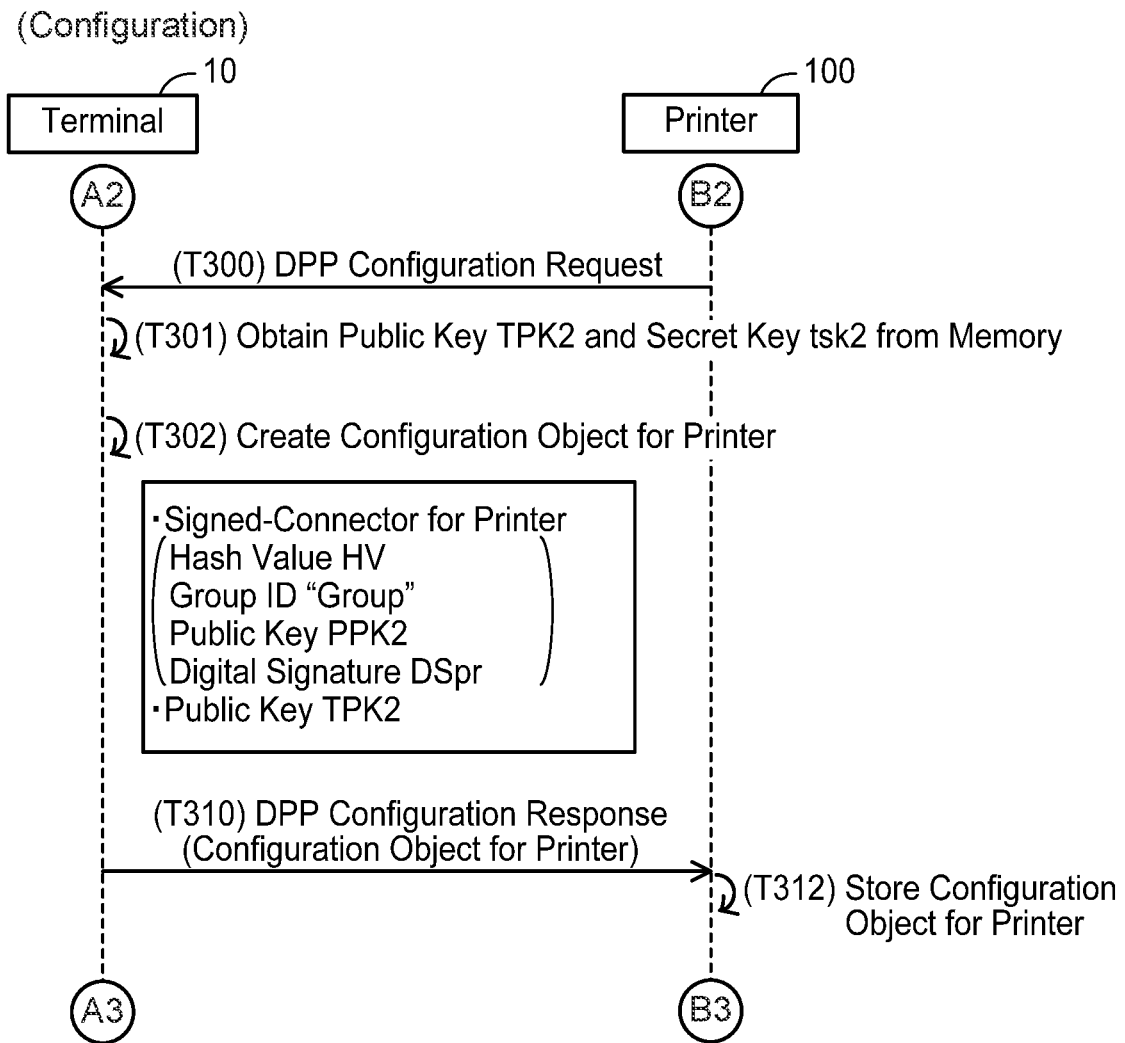 (Configuration)
10
100
Terminal
Printer
A2
B2
(T300) DPP Configuration Request
(T301) Obtain Public Key TPK2 and Secret Key tsk2 from Memory
(T302) Create Configuration Object for Printer
・Signed-Connector for Printer
Hash Value HV
Group ID “Group”
Public Key PPK2
Digital Signature DSpr
・Public Key TPK2
(T310) DPP Configuration Response
(Configuration Object for Printer)
(T312) Store Configuration
Object for Printer
A3
B3